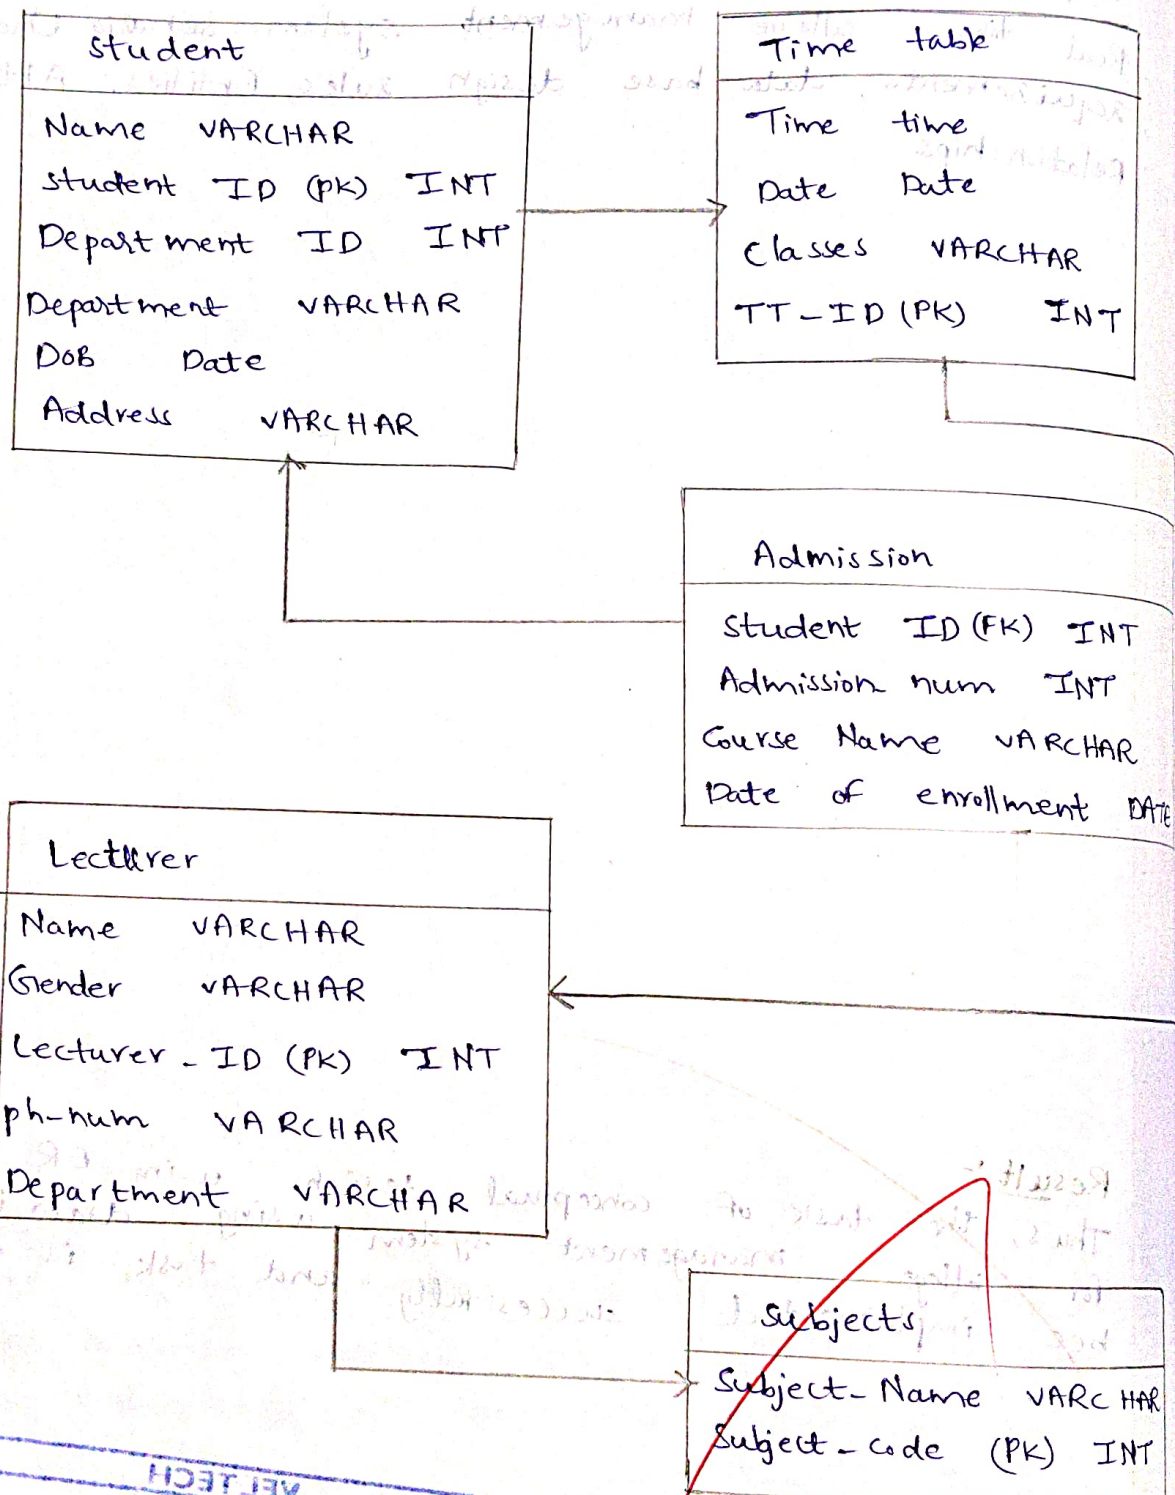 Student
Name VARCHAR
Student ID (PK) INT
Department ID INT
Department VARCHAR
DOB Date
Address VARCHAR
Time table
Time time
Date Date
Classes VARCHAR
TT-ID (PK) INT
Admission
Student ID (FK) INT
Admission num INT
Course Name VARCHAR
Date of enrollment DATE
Lecturer
Name VARCHAR
Gender VARCHAR
Lecturer-ID (PK) INT
ph-num VARCHAR
Department VARCHAR
Subjects
Subject-Name VARCHAR
Subject-code (PK) INT
VEL TECH